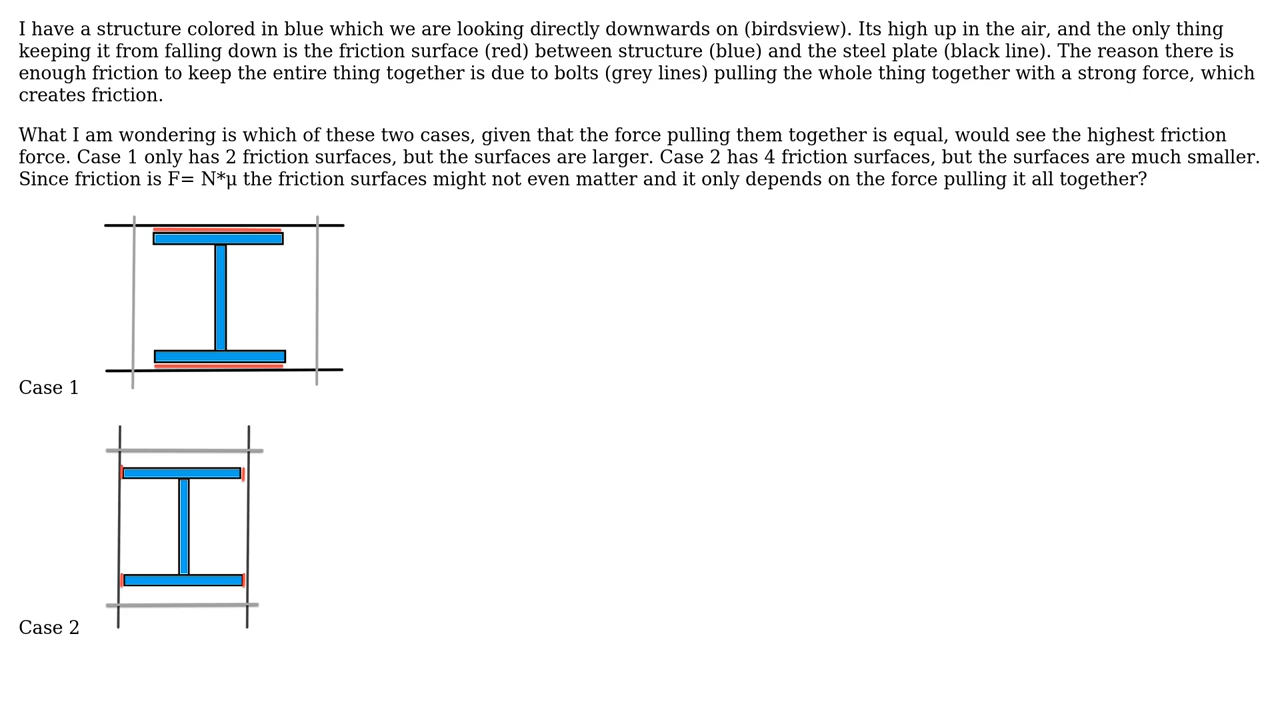 I have a structure colored in blue which we are looking directly downwards on (birdsview). Its high up in the air, and the only thing
keeping it from falling down is the friction surface (red) between structure (blue) and the steel plate (black line). The reason there is
enough friction to keep the entire thing together is due to bolts (grey lines) pulling the whole thing together with a strong force, which
creates friction.
What I am wondering is which of these two cases, given that the force pulling them together is equal, would see the highest friction
force. Case 1 only has 2 friction surfaces, but the surfaces are larger. Case 2 has 4 friction surfaces, but the surfaces are much smaller.
Since friction is F= N*μ the friction surfaces might not even matter and it only depends on the force pulling it all together?
Case 1
Case 2